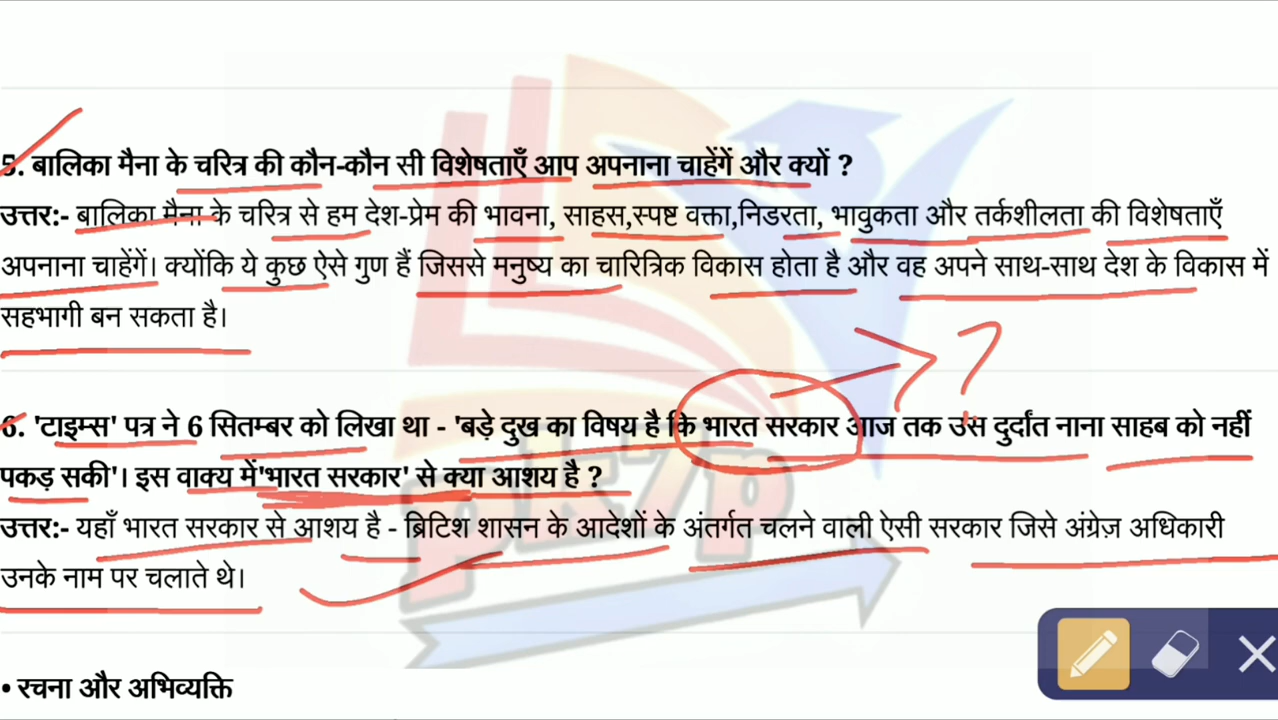 5. बालिका मैना के चरित्र की कौन-कौन सी विशेषताएँ आप अपनाना चाहेंगें और क्यों ?
उत्तर:- बालिका मैना के चरित्र से हम देश-प्रेम की भावना, साहस,स्पष्ट वक्ता,निडरता, भावुकता और तर्कशीलता की विशेषताएँ
अपनाना चाहेंगें। क्योंकि ये कुछ ऐसे गुण हैं जिससे मनुष्य का चारित्रिक विकास होता है और वह अपने साथ-साथ देश के विकास में
सहभागी बन सकता है।
?
6. 'टाइम्स' पत्र ने 6 सितम्बर को लिखा था - 'बड़े दुख का विषय है कि भारत सरकार आज तक उस दुर्दांत नाना साहब को नहीं
पकड़ सकी'। इस वाक्य में'भारत सरकार' से क्या आशय है ?
उत्तर:- यहाँ भारत सरकार से आशय है - ब्रिटिश शासन के आदेशों के अंतर्गत चलने वाली ऐसी सरकार जिसे अंग्रेज़ अधिकारी
उनके नाम पर चलाते थे।
pk7p
• रचना और अभिव्यक्ति